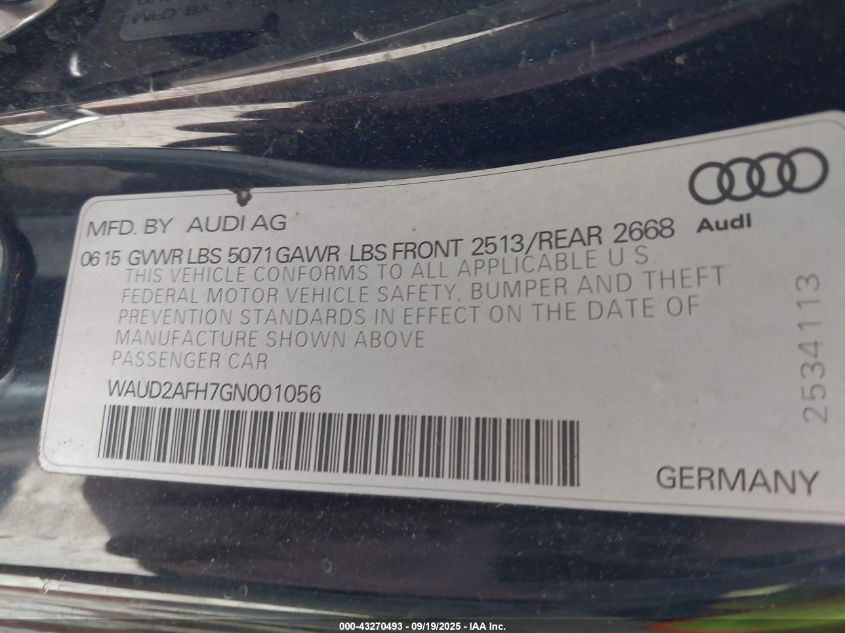 MFD. BY AUDI AG
Audi
06 15 GVWR LBS 5071 GAWR LBS FRONT 2513/REAR 2668
THIS VEHICLE CONFORMS TO ALL APPLICABLE U.S.
FEDERAL MOTOR VEHICLE SAFETY, BUMPER AND THEFT
PREVENTION STANDARDS IN EFFECT ON THE DATE OF
MANUFACTURE SHOWN ABOVE
PASSENGER CAR
WAUD2AFH7GN001056
2534113
GERMANY
000-43270493 - 09/19/2025 - IAA Inc.